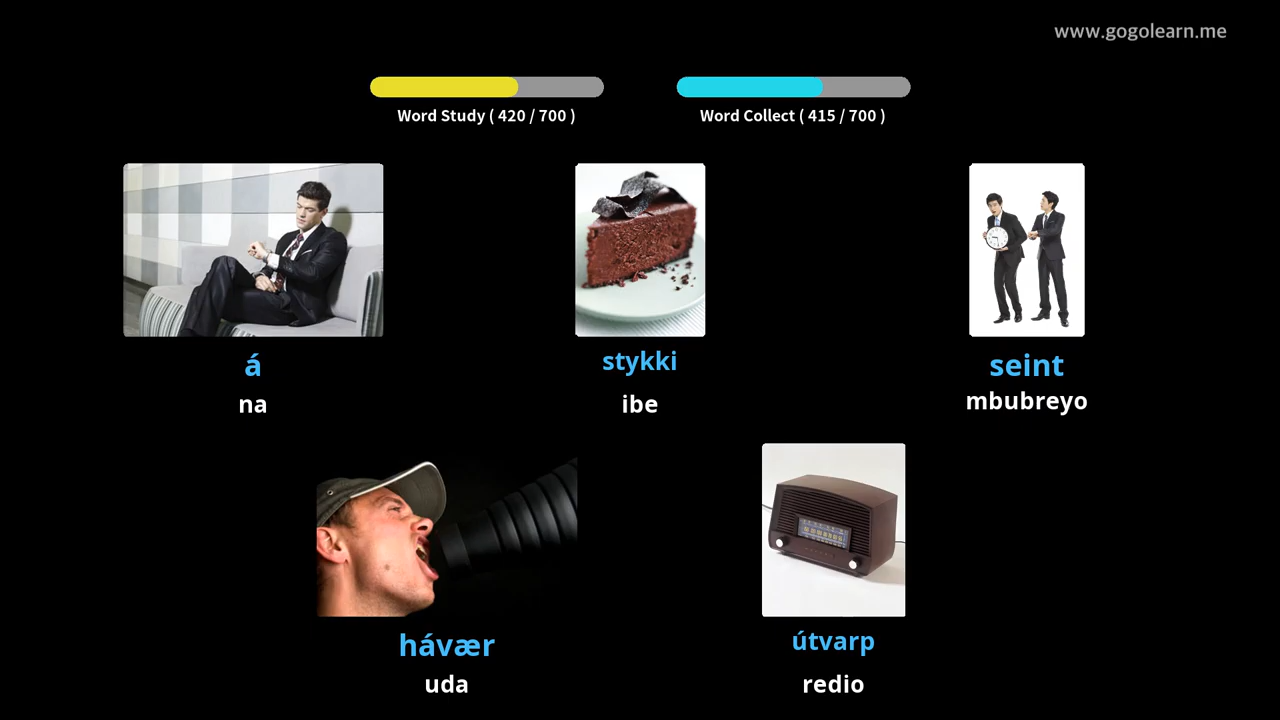 www.gogolearn.me
Word Study ( 420 / 700 )
Word Collect ( 415 / 700 )
á
na
stykki
ibe
seint
mbubreyo
hávær
uda
útvarp
redio